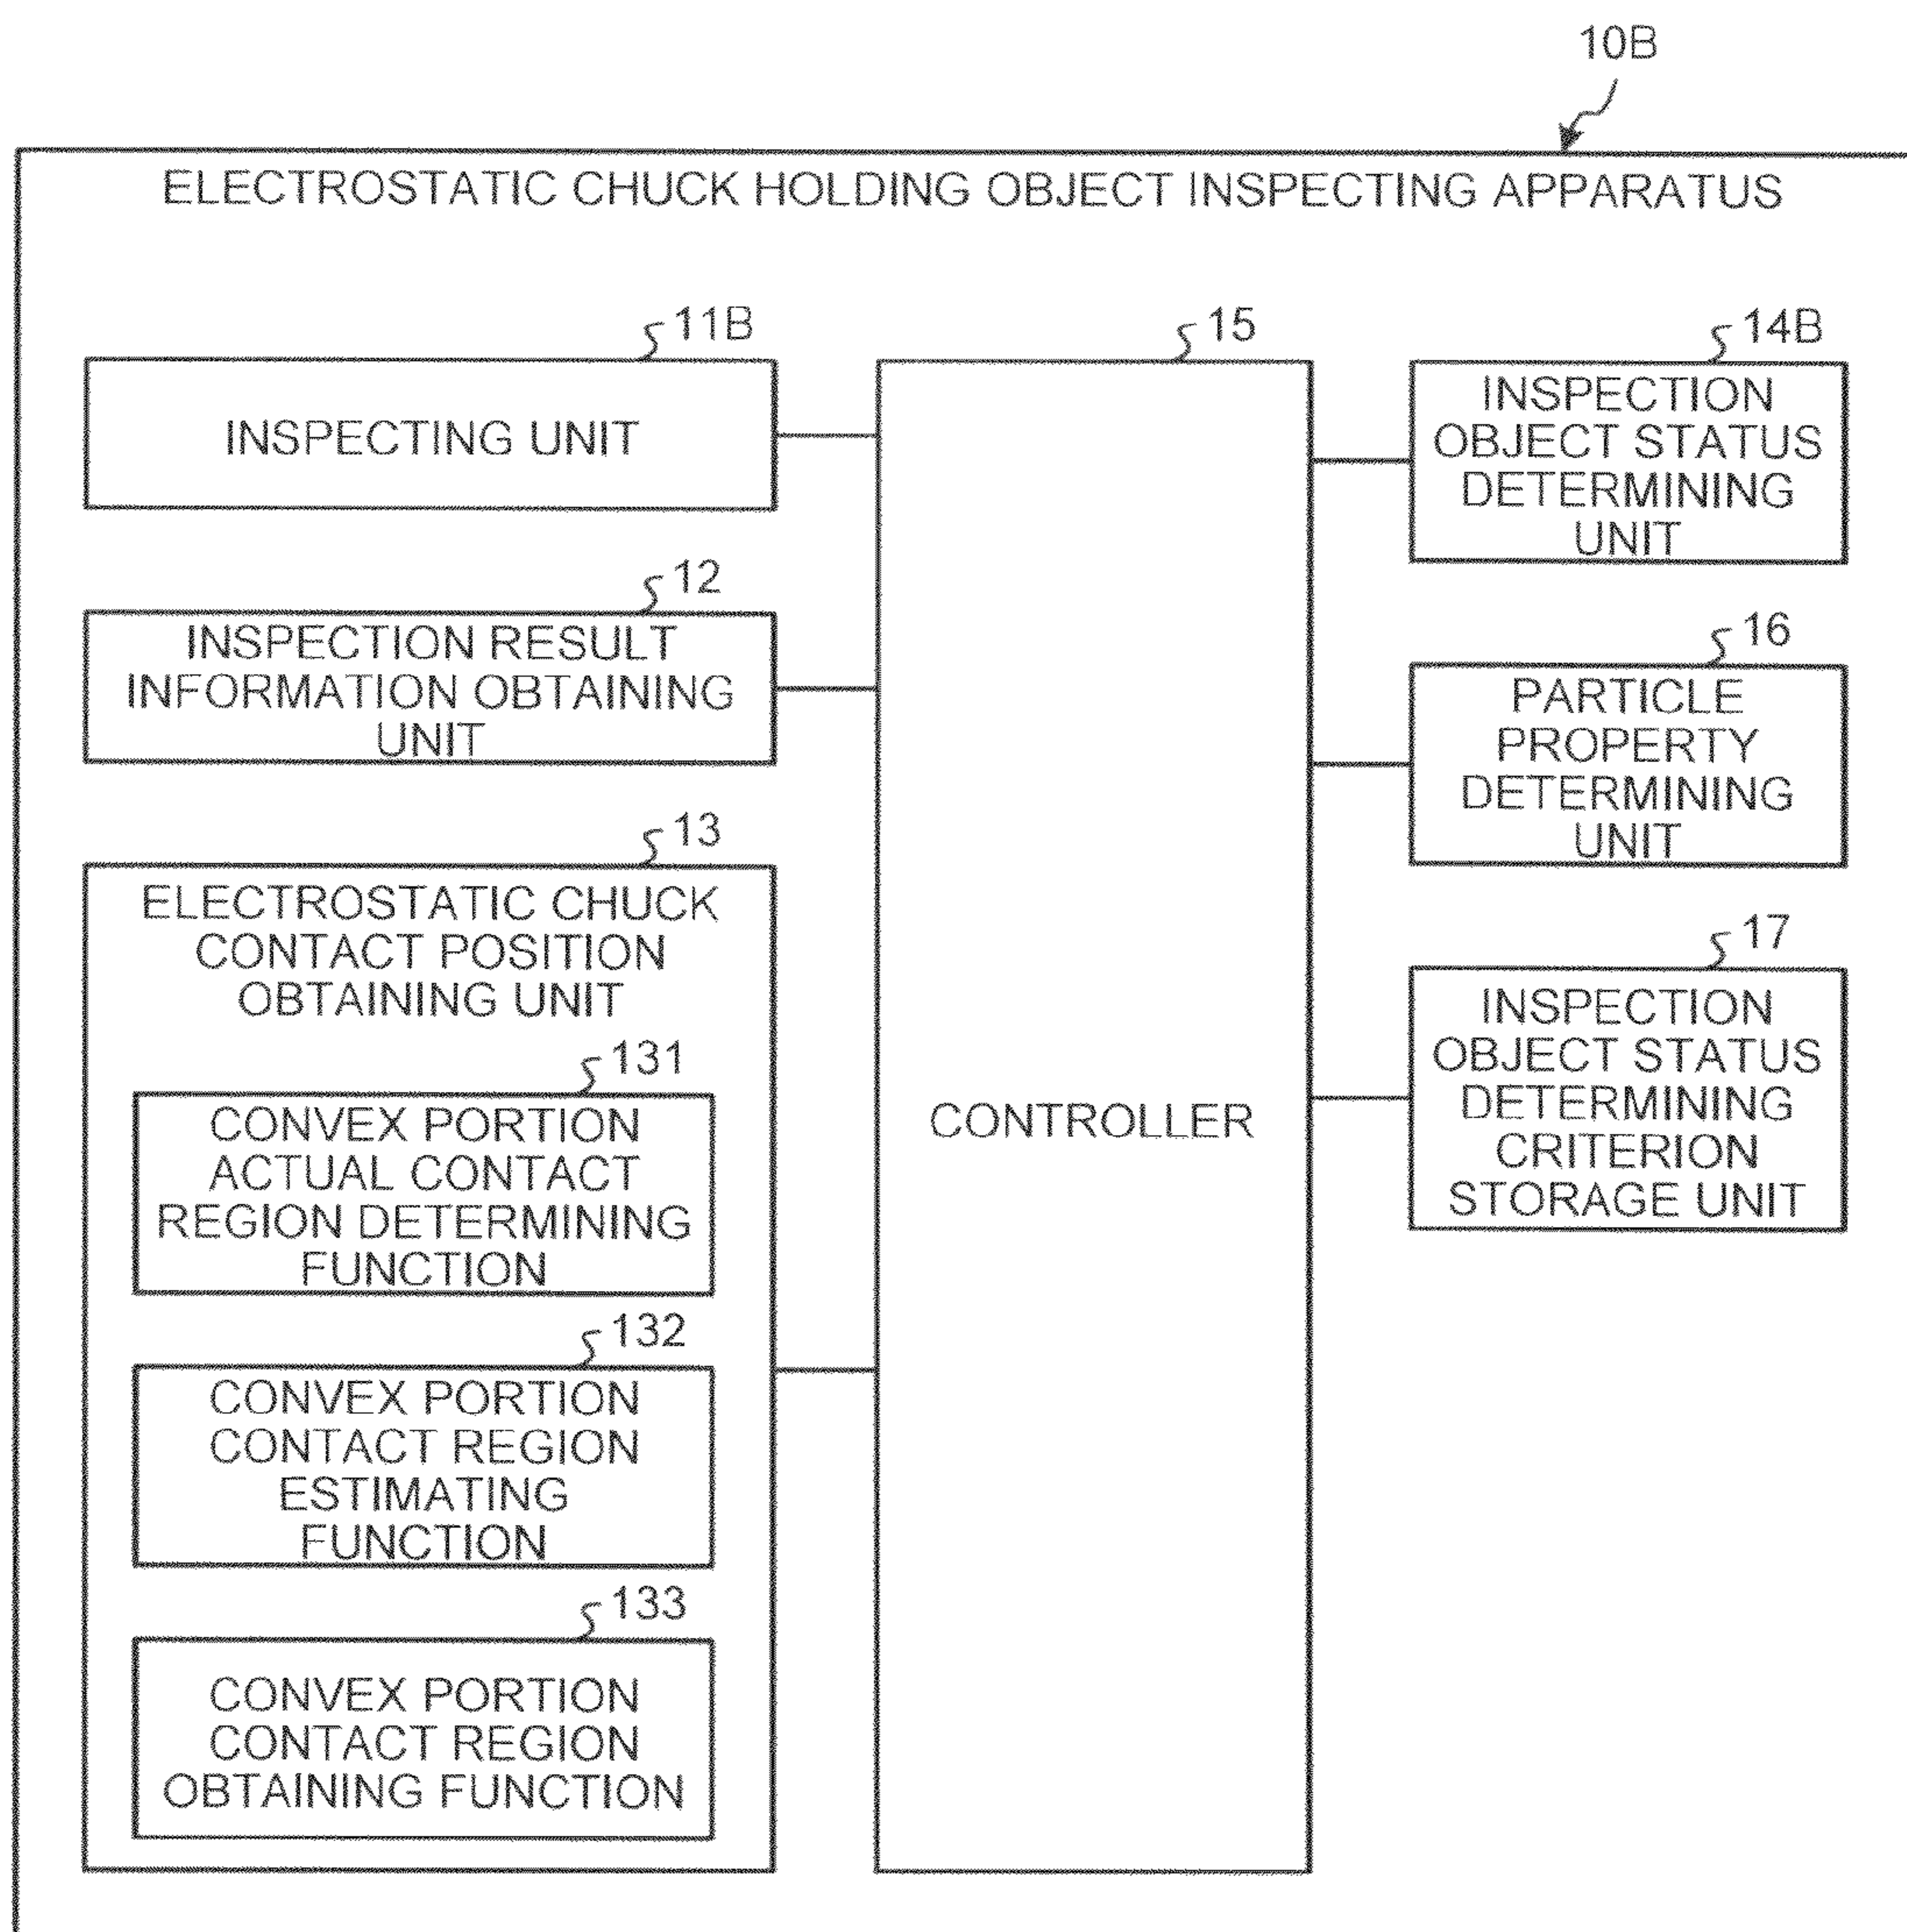 10B
ELECTROSTATIC CHUCK HOLDING OBJECT INSPECTING APPARATUS
11B
INSPECTING UNIT
12
INSPECTION RESULT
INFORMATION OBTAINING
UNIT
13
ELECTROSTATIC CHUCK
CONTACT POSITION
OBTAINING UNIT
131
CONVEX PORTION
ACTUAL CONTACT
REGION DETERMINING
FUNCTION
132
CONVEX PORTION
CONTACT REGION
ESTIMATING
FUNCTION
133
CONVEX PORTION
CONTACT REGION
OBTAINING FUNCTION
15
CONTROLLER
14B
INSPECTION
OBJECT STATUS
DETERMINING
UNIT
16
PARTICLE
PROPERTY
DETERMINING
UNIT
17
INSPECTION
OBJECT STATUS
DETERMINING
CRITERION
STORAGE UNIT